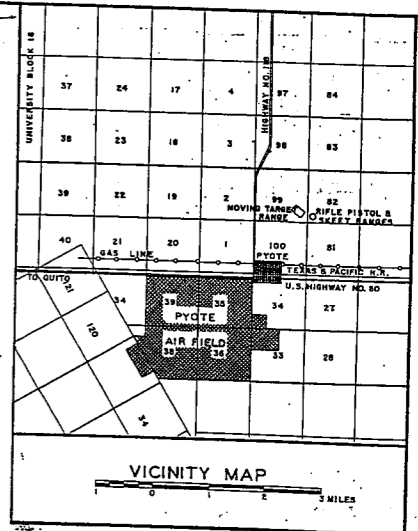 UNIVERSITY BLOCK 18
HIGHWAY NO. 115
37 24 17 4 97 84
38 23 18 3 98 83
39 22 19 2 99 82
MOVING TARGET RANGE
RIFLE PISTOL & SKEET RANGES
40 21 20 1 100 81
GAS LINE
PYOTE
TEXAS & PACIFIC R.R.
TO QUITO
U.S. HIGHWAY NO. 80
121 34 39 35 34 27
120
PYOTE
AIR FIELD
38 36 33 28
34
VICINITY MAP
1 0 1 2 3 MILES